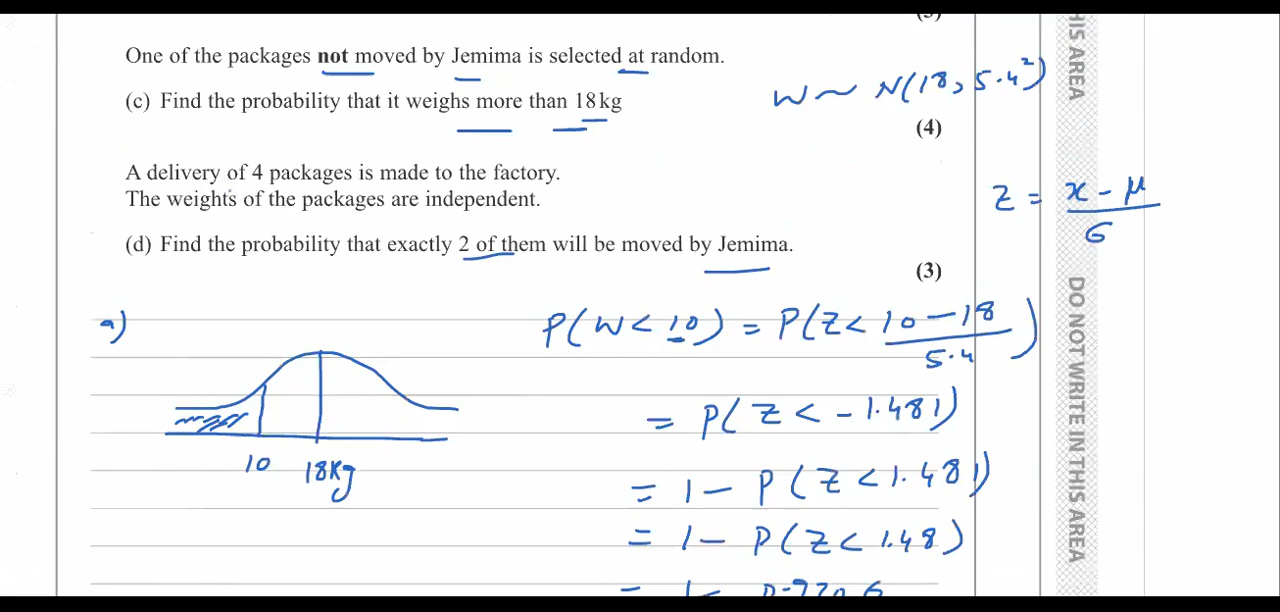 One of the packages not moved by Jemima is selected at random.
(c) Find the probability that it weighs more than 18 kg
W ~ N(18, 5.4²)
(4)
A delivery of 4 packages is made to the factory.
The weights of the packages are independent.
z = x - μ / σ
(d) Find the probability that exactly 2 of them will be moved by Jemima.
(3)
a)
P(W < 10) = P(Z < 10 - 18 / 5.4)
= P(Z < -1.481)
10 18Kg
= 1 - P(Z < 1.481)
= 1 - P(Z < 1.48)
= 1 -
HIS AREA
DO NOT WRITE IN THIS AREA